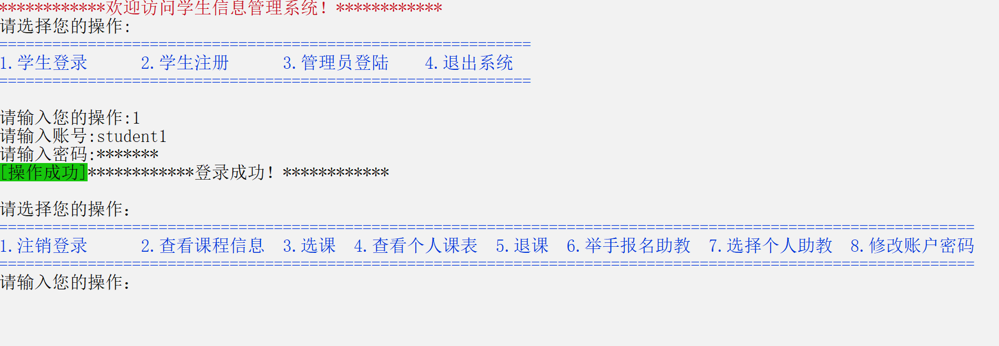 ************欢迎访问学生信息管理系统! ************
请选择您的操作:
============================================================
1.学生登录      2.学生注册      3.管理员登陆    4.退出系统
============================================================
请输入您的操作:1
请输入账号:student1
请输入密码:*******
[操作成功]************登录成功! ************
请选择您的操作:
==============================================================================================================
1.注销登录      2.查看课程信息  3.选课  4.查看个人课表  5.退课  6.举手报名助教  7.选择个人助教  8.修改账户密码
==============================================================================================================
请输入您的操作: